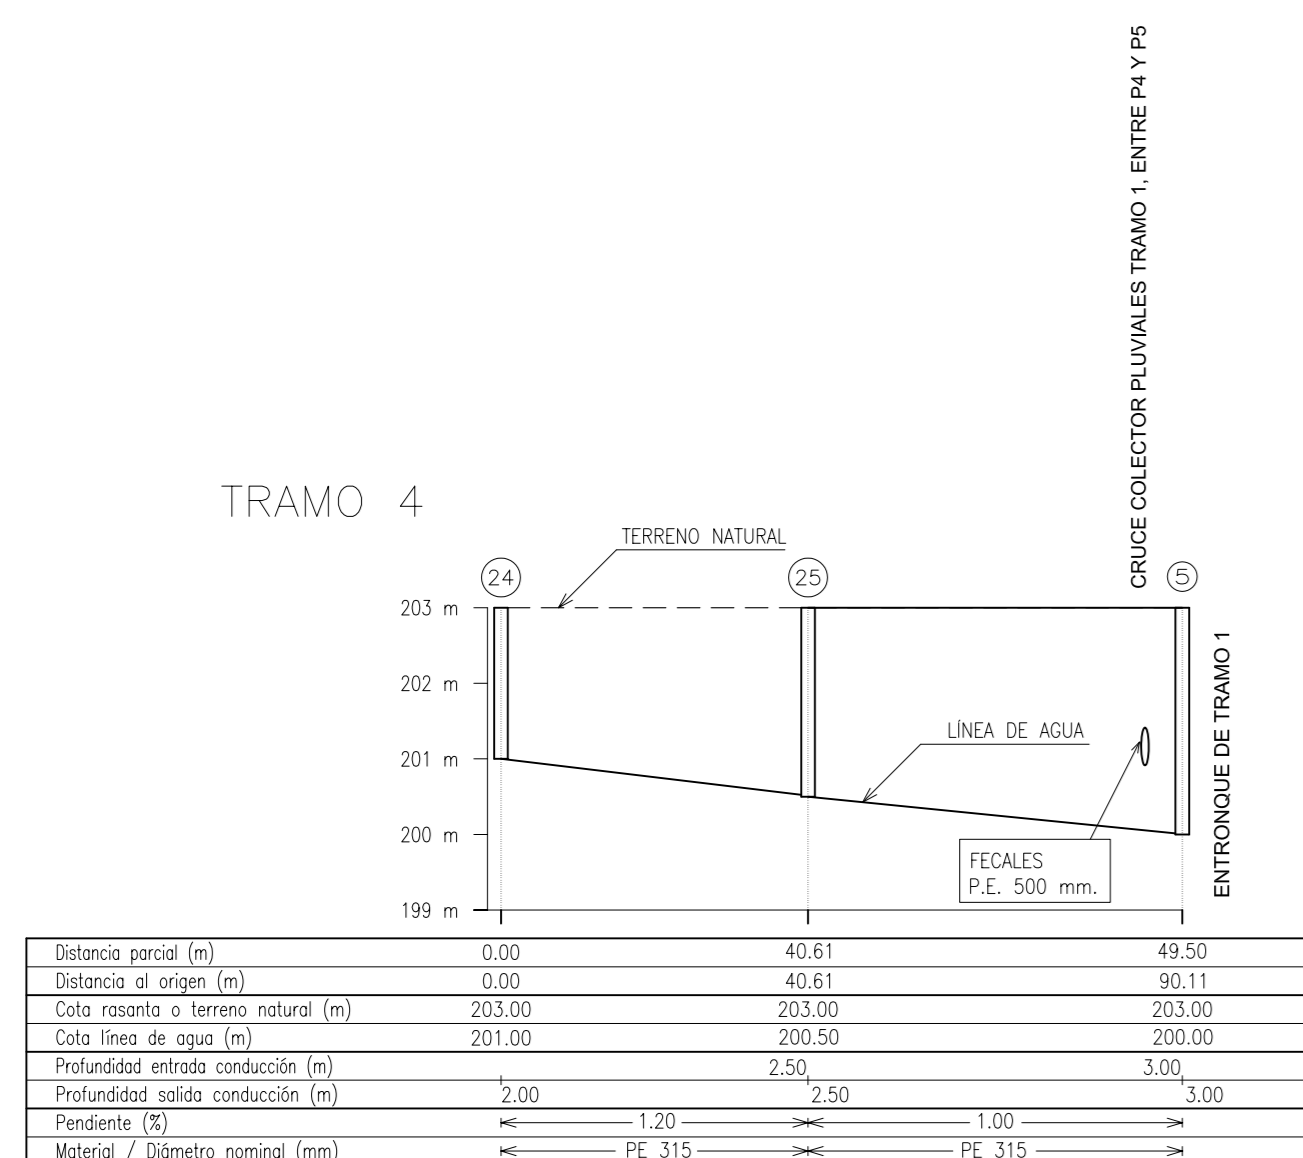 CRUCE COLECTOR PLUVIALES TRAMO 1, ENTRE P4 Y P5
TRAMO 4
TERRENO NATURAL
24
25
5
203 m
202 m
201 m
200 m
199 m
LÍNEA DE AGUA
FECALES
P.E. 500 mm.
ENTRONQUE DE TRAMO 1
Distancia parcial (m) 0.00 40.61 49.50
Distancia al origen (m) 0.00 40.61 90.11
Cota rasanta o terreno natural (m) 203.00 203.00 203.00
Cota línea de agua (m) 201.00 200.50 200.00
Profundidad entrada conducción (m) 2.50 3.00
Profundidad salida conducción (m) 2.00 2.50 3.00
Pendiente (%) 1.20 1.00
Material / Diámetro nominal (mm) PE 315 PE 315